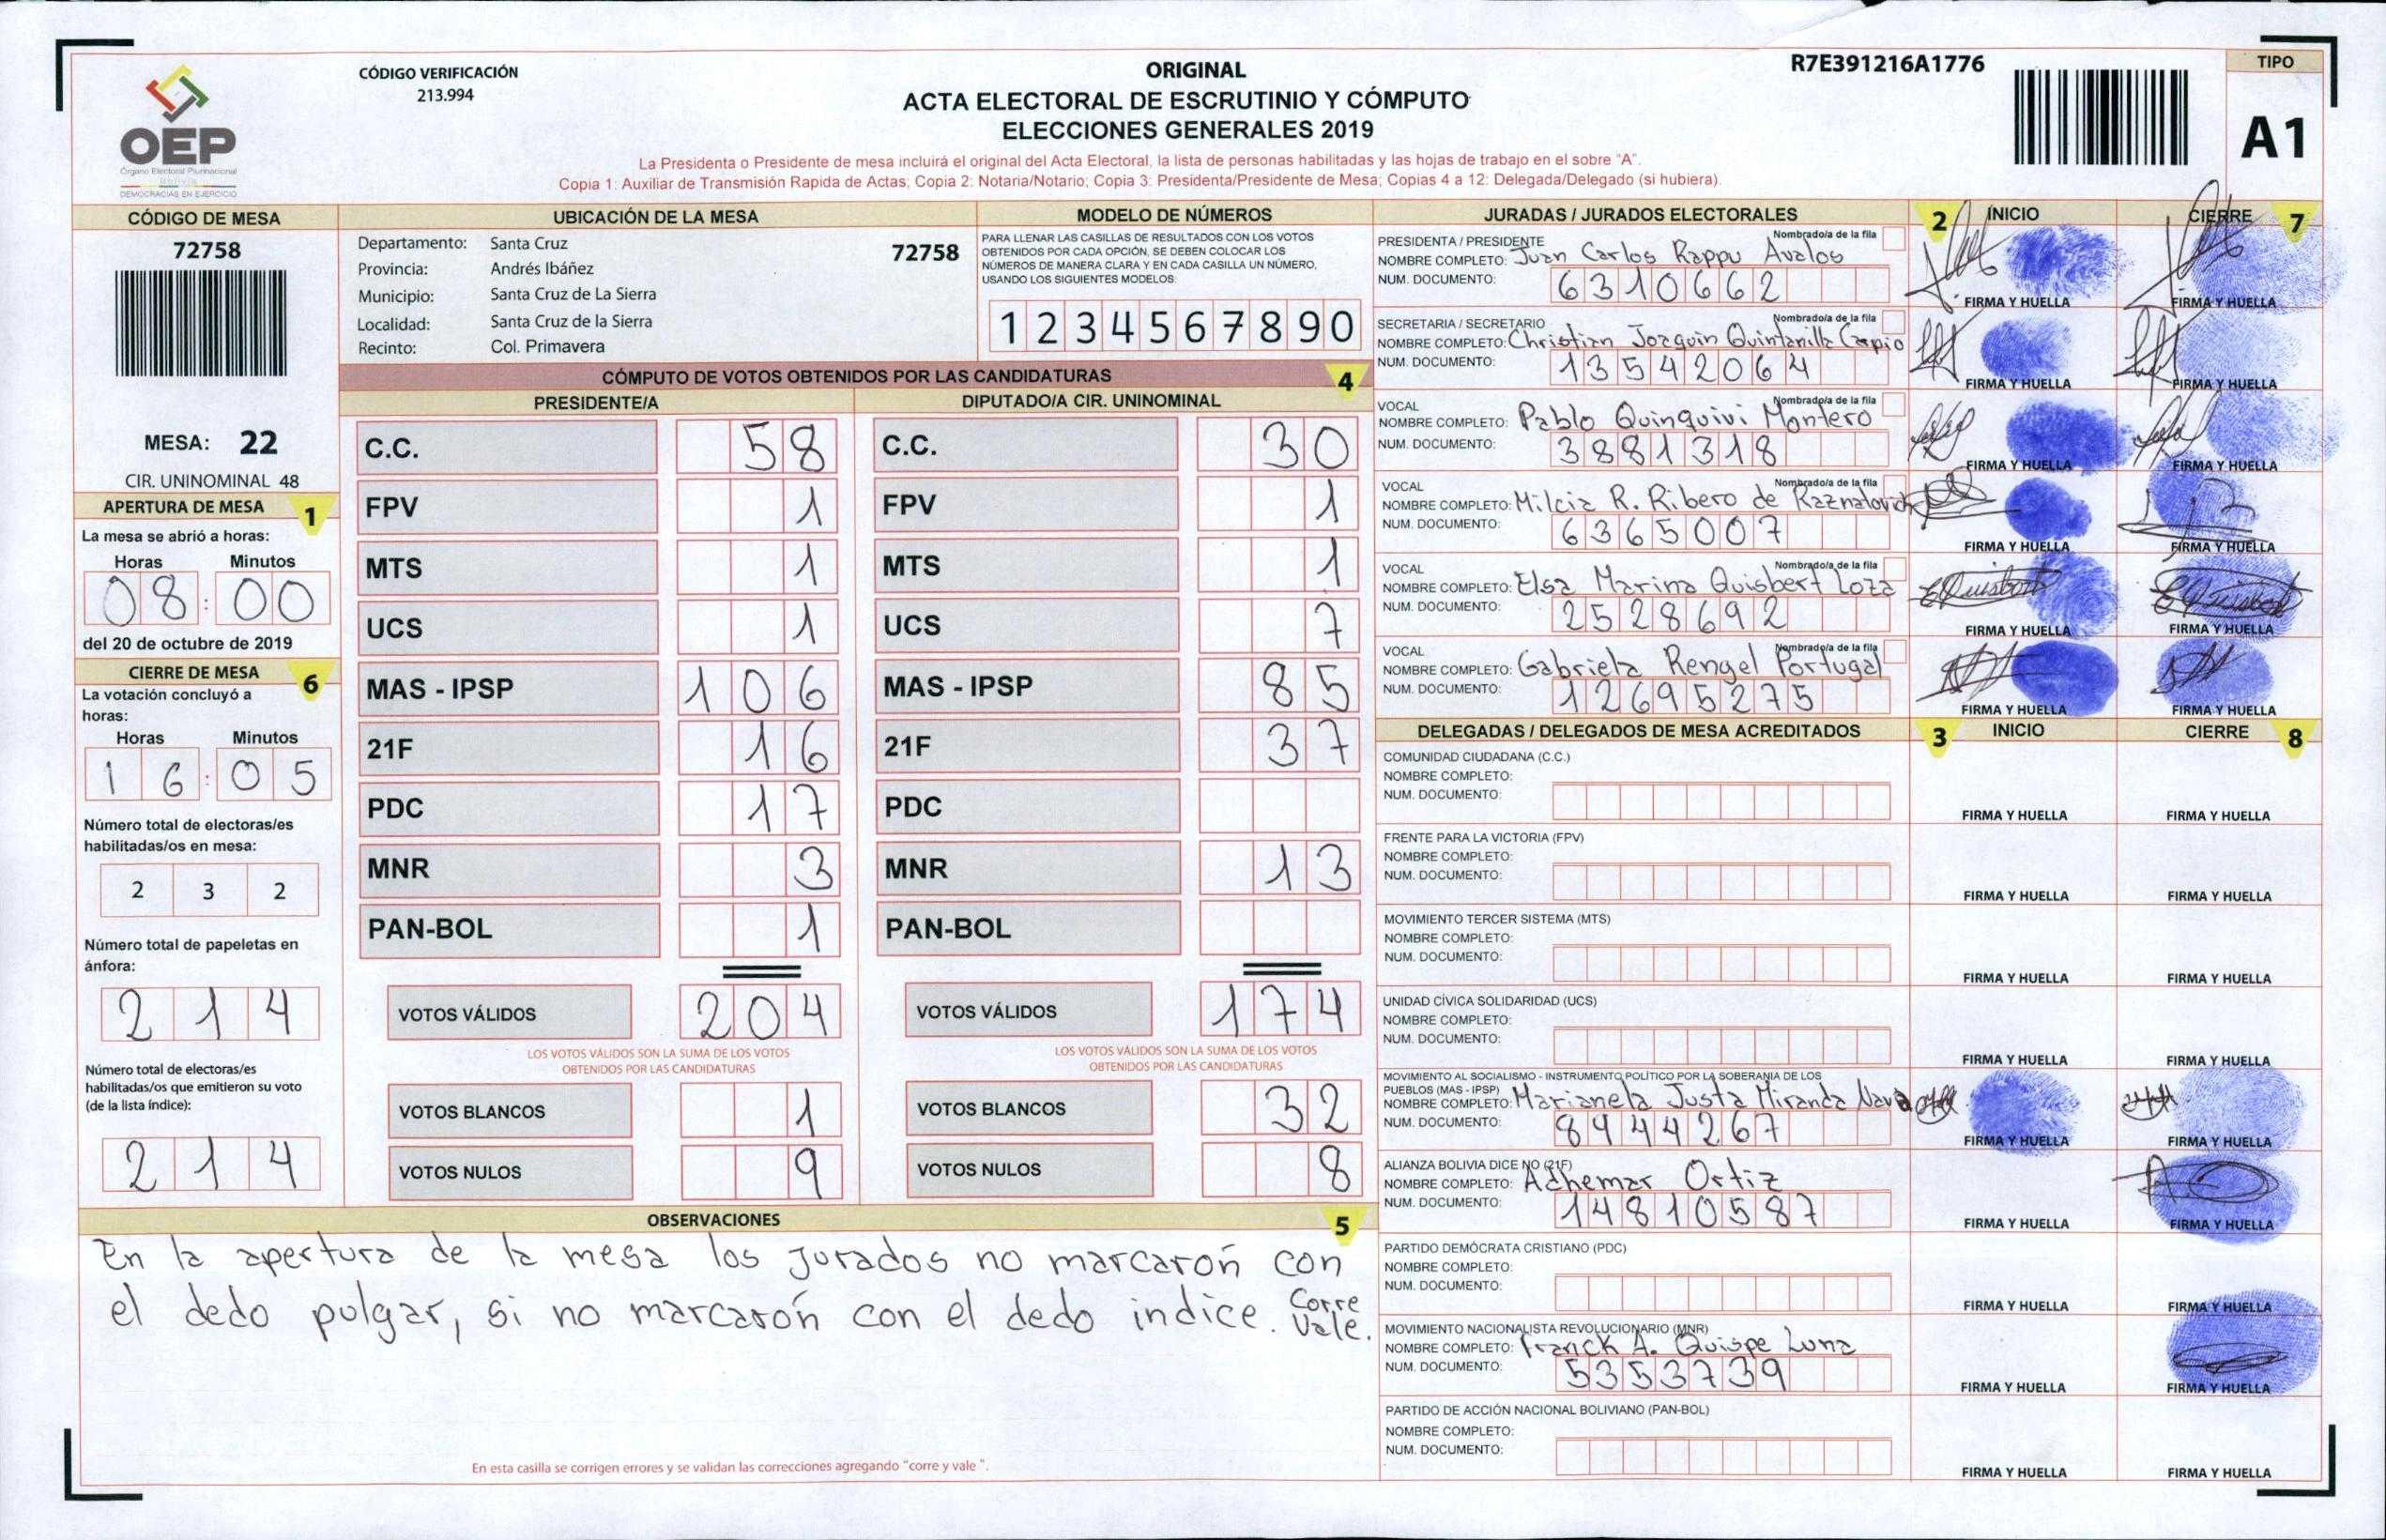 CÓDIGO VERIFICACIÓN
213.994
OEP
Órgano Electoral Plurinacional
Bolivia
DEMOCRACIAS EN EJERCICIO
ORIGINAL
ACTA ELECTORAL DE ESCRUTINIO Y CÓMPUTO
ELECCIONES GENERALES 2019
La Presidenta o Presidente de mesa incluirá el original del Acta Electoral, la lista de personas habilitadas y las hojas de trabajo en el sobre "A".
Copia 1: Auxiliar de Transmisión Rapida de Actas; Copia 2: Notaria/Notario; Copia 3: Presidenta/Presidente de Mesa; Copias 4 a 12: Delegada/Delegado (si hubiera).
R7E391216A1776
TIPO
A1
CÓDIGO DE MESA
72758
MESA: 22
CIR. UNINOMINAL 48
APERTURA DE MESA 1
La mesa se abrió a horas:
Horas Minutos
08:00
del 20 de octubre de 2019
CIERRE DE MESA 6
La votación concluyó a
horas:
Horas Minutos
16:05
Número total de electoras/es
habilitadas/os en mesa:
2 3 2
Número total de papeletas en
ánfora:
2 1 4
Número total de electoras/es
habilitadas/os que emitieron su voto
(de la lista índice):
2 1 4
UBICACIÓN DE LA MESA
Departamento: Santa Cruz 72758
Provincia: Andrés Ibáñez
Municipio: Santa Cruz de La Sierra
Localidad: Santa Cruz de la Sierra
Recinto: Col. Primavera
MODELO DE NÚMEROS
PARA LLENAR LAS CASILLAS DE RESULTADOS CON LOS VOTOS
OBTENIDOS POR CADA OPCIÓN, SE DEBEN COLOCAR LOS
NÚMEROS DE MANERA CLARA Y EN CADA CASILLA UN NÚMERO,
USANDO LOS SIGUIENTES MODELOS:
1 2 3 4 5 6 7 8 9 0
CÓMPUTO DE VOTOS OBTENIDOS POR LAS CANDIDATURAS 4
PRESIDENTE/A
C.C. 58
FPV 1
MTS 1
UCS 1
MAS - IPSP 106
21F 16
PDC 17
MNR 3
PAN-BOL 1
VOTOS VÁLIDOS 204
LOS VOTOS VÁLIDOS SON LA SUMA DE LOS VOTOS
OBTENIDOS POR LAS CANDIDATURAS
VOTOS BLANCOS 1
VOTOS NULOS 9
DIPUTADO/A CIR. UNINOMINAL
C.C. 30
FPV 1
MTS 1
UCS 7
MAS - IPSP 85
21F 37
PDC
MNR 13
PAN-BOL
VOTOS VÁLIDOS 174
LOS VOTOS VÁLIDOS SON LA SUMA DE LOS VOTOS
OBTENIDOS POR LAS CANDIDATURAS
VOTOS BLANCOS 32
VOTOS NULOS 8
OBSERVACIONES 5
En la apertura de la mesa los jurados no marcarón con
el dedo pulgar, si no marcarón con el dedo indice. Corre
Vale.
En esta casilla se corrigen errores y se validan las correcciones agregando "corre y vale ".
JURADAS / JURADOS ELECTORALES 2 INICIO CIERRE 7
PRESIDENTA / PRESIDENTE Nombrado/a de la fila
NOMBRE COMPLETO: Juan Carlos Rappu Avalos
NUM. DOCUMENTO: 6310662
FIRMA Y HUELLA FIRMA Y HUELLA
SECRETARIA / SECRETARIO Nombrado/a de la fila
NOMBRE COMPLETO: Christian Joaquin Quintanilla Carpio
NUM. DOCUMENTO: 13542064
FIRMA Y HUELLA FIRMA Y HUELLA
VOCAL Nombrado/a de la fila
NOMBRE COMPLETO: Pablo Quinquivi Montero
NUM. DOCUMENTO: 3881318
FIRMA Y HUELLA FIRMA Y HUELLA
VOCAL Nombrado/a de la fila
NOMBRE COMPLETO: Milcia R. Ribero de Raznatovich
NUM. DOCUMENTO: 6365007
FIRMA Y HUELLA FIRMA Y HUELLA
VOCAL Nombrado/a de la fila
NOMBRE COMPLETO: Elsa Marina Quisbert Loza
NUM. DOCUMENTO: 2528692
FIRMA Y HUELLA FIRMA Y HUELLA
VOCAL Nombrado/a de la fila
NOMBRE COMPLETO: Gabriela Rengel Portugal
NUM. DOCUMENTO: 12695275
FIRMA Y HUELLA FIRMA Y HUELLA
DELEGADAS / DELEGADOS DE MESA ACREDITADOS 3 INICIO CIERRE 8
COMUNIDAD CIUDADANA (C.C.)
NOMBRE COMPLETO:
NUM. DOCUMENTO:
FIRMA Y HUELLA FIRMA Y HUELLA
FRENTE PARA LA VICTORIA (FPV)
NOMBRE COMPLETO:
NUM. DOCUMENTO:
FIRMA Y HUELLA FIRMA Y HUELLA
MOVIMIENTO TERCER SISTEMA (MTS)
NOMBRE COMPLETO:
NUM. DOCUMENTO:
FIRMA Y HUELLA FIRMA Y HUELLA
UNIDAD CÍVICA SOLIDARIDAD (UCS)
NOMBRE COMPLETO:
NUM. DOCUMENTO:
FIRMA Y HUELLA FIRMA Y HUELLA
MOVIMIENTO AL SOCIALISMO - INSTRUMENTO POLÍTICO POR LA SOBERANIA DE LOS
PUEBLOS (MAS - IPSP)
NOMBRE COMPLETO: Marianela Justa Miranda Nava
NUM. DOCUMENTO: 8944267
FIRMA Y HUELLA FIRMA Y HUELLA
ALIANZA BOLIVIA DICE NO (21F)
NOMBRE COMPLETO: Adhemar Ortiz
NUM. DOCUMENTO: 14810587
FIRMA Y HUELLA FIRMA Y HUELLA
PARTIDO DEMÓCRATA CRISTIANO (PDC)
NOMBRE COMPLETO:
NUM. DOCUMENTO:
FIRMA Y HUELLA FIRMA Y HUELLA
MOVIMIENTO NACIONALISTA REVOLUCIONARIO (MNR)
NOMBRE COMPLETO: Franck A. Quispe Luna
NUM. DOCUMENTO: 5353739
FIRMA Y HUELLA FIRMA Y HUELLA
PARTIDO DE ACCIÓN NACIONAL BOLIVIANO (PAN-BOL)
NOMBRE COMPLETO:
NUM. DOCUMENTO:
FIRMA Y HUELLA FIRMA Y HUELLA